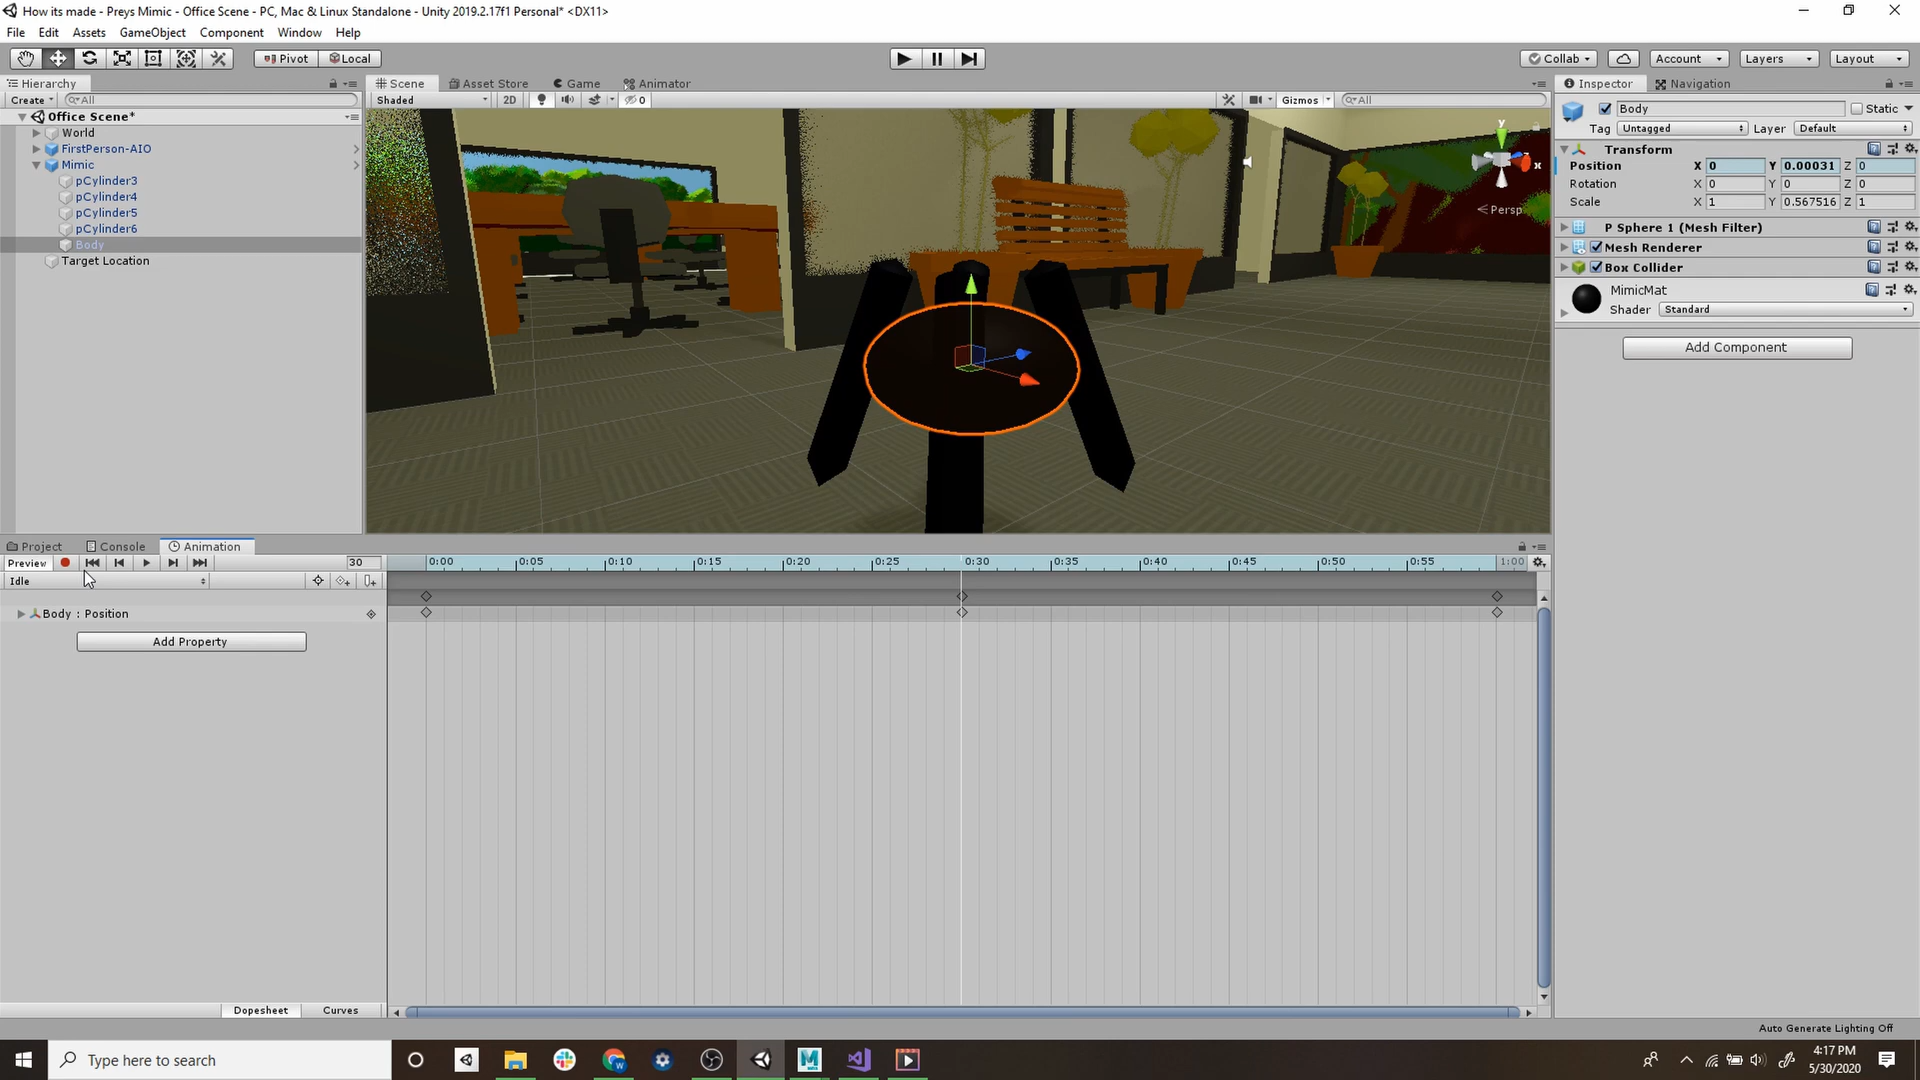 How its made - Preys Mimic - Office Scene - PC, Mac & Linux Standalone - Unity 2019.2.17f1 Personal* <DX11>
File Edit Assets GameObject Component Window Help
Pivot Local Collab Account Layers Layout
Hierarchy
Create All
Office Scene*
World
FirstPerson-AIO
Mimic
pCylinder3
pCylinder4
pCylinder5
pCylinder6
Body
Target Location
Scene Asset Store Game Animator
Shaded 2D 0 Gizmos All
y
x
Persp
Inspector Navigation
Body Static
Tag Untagged Layer Default
Transform
Position X 0 Y 0.00031 Z 0
Rotation X 0 Y 0 Z 0
Scale X 1 Y 0.567516 Z 1
P Sphere 1 (Mesh Filter)
Mesh Renderer
Box Collider
MimicMat
Shader Standard
Add Component
Project Console Animation
Preview 30 0:00 0:05 0:10 0:15 0:20 0:25 0:30 0:35 0:40 0:45 0:50 0:55 1:00
Idle
Body : Position
Add Property
Dopesheet Curves
Auto Generate Lighting Off
Type here to search
4:17 PM
5/30/2020